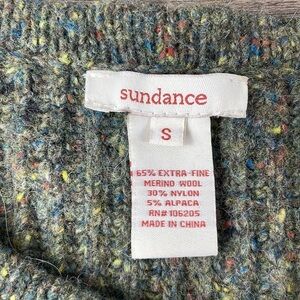 sundance
S
65% EXTRA-FINE
MERINO WOOL
30% NYLON
5% ALPACA
RN# 106205
MADE IN CHINA